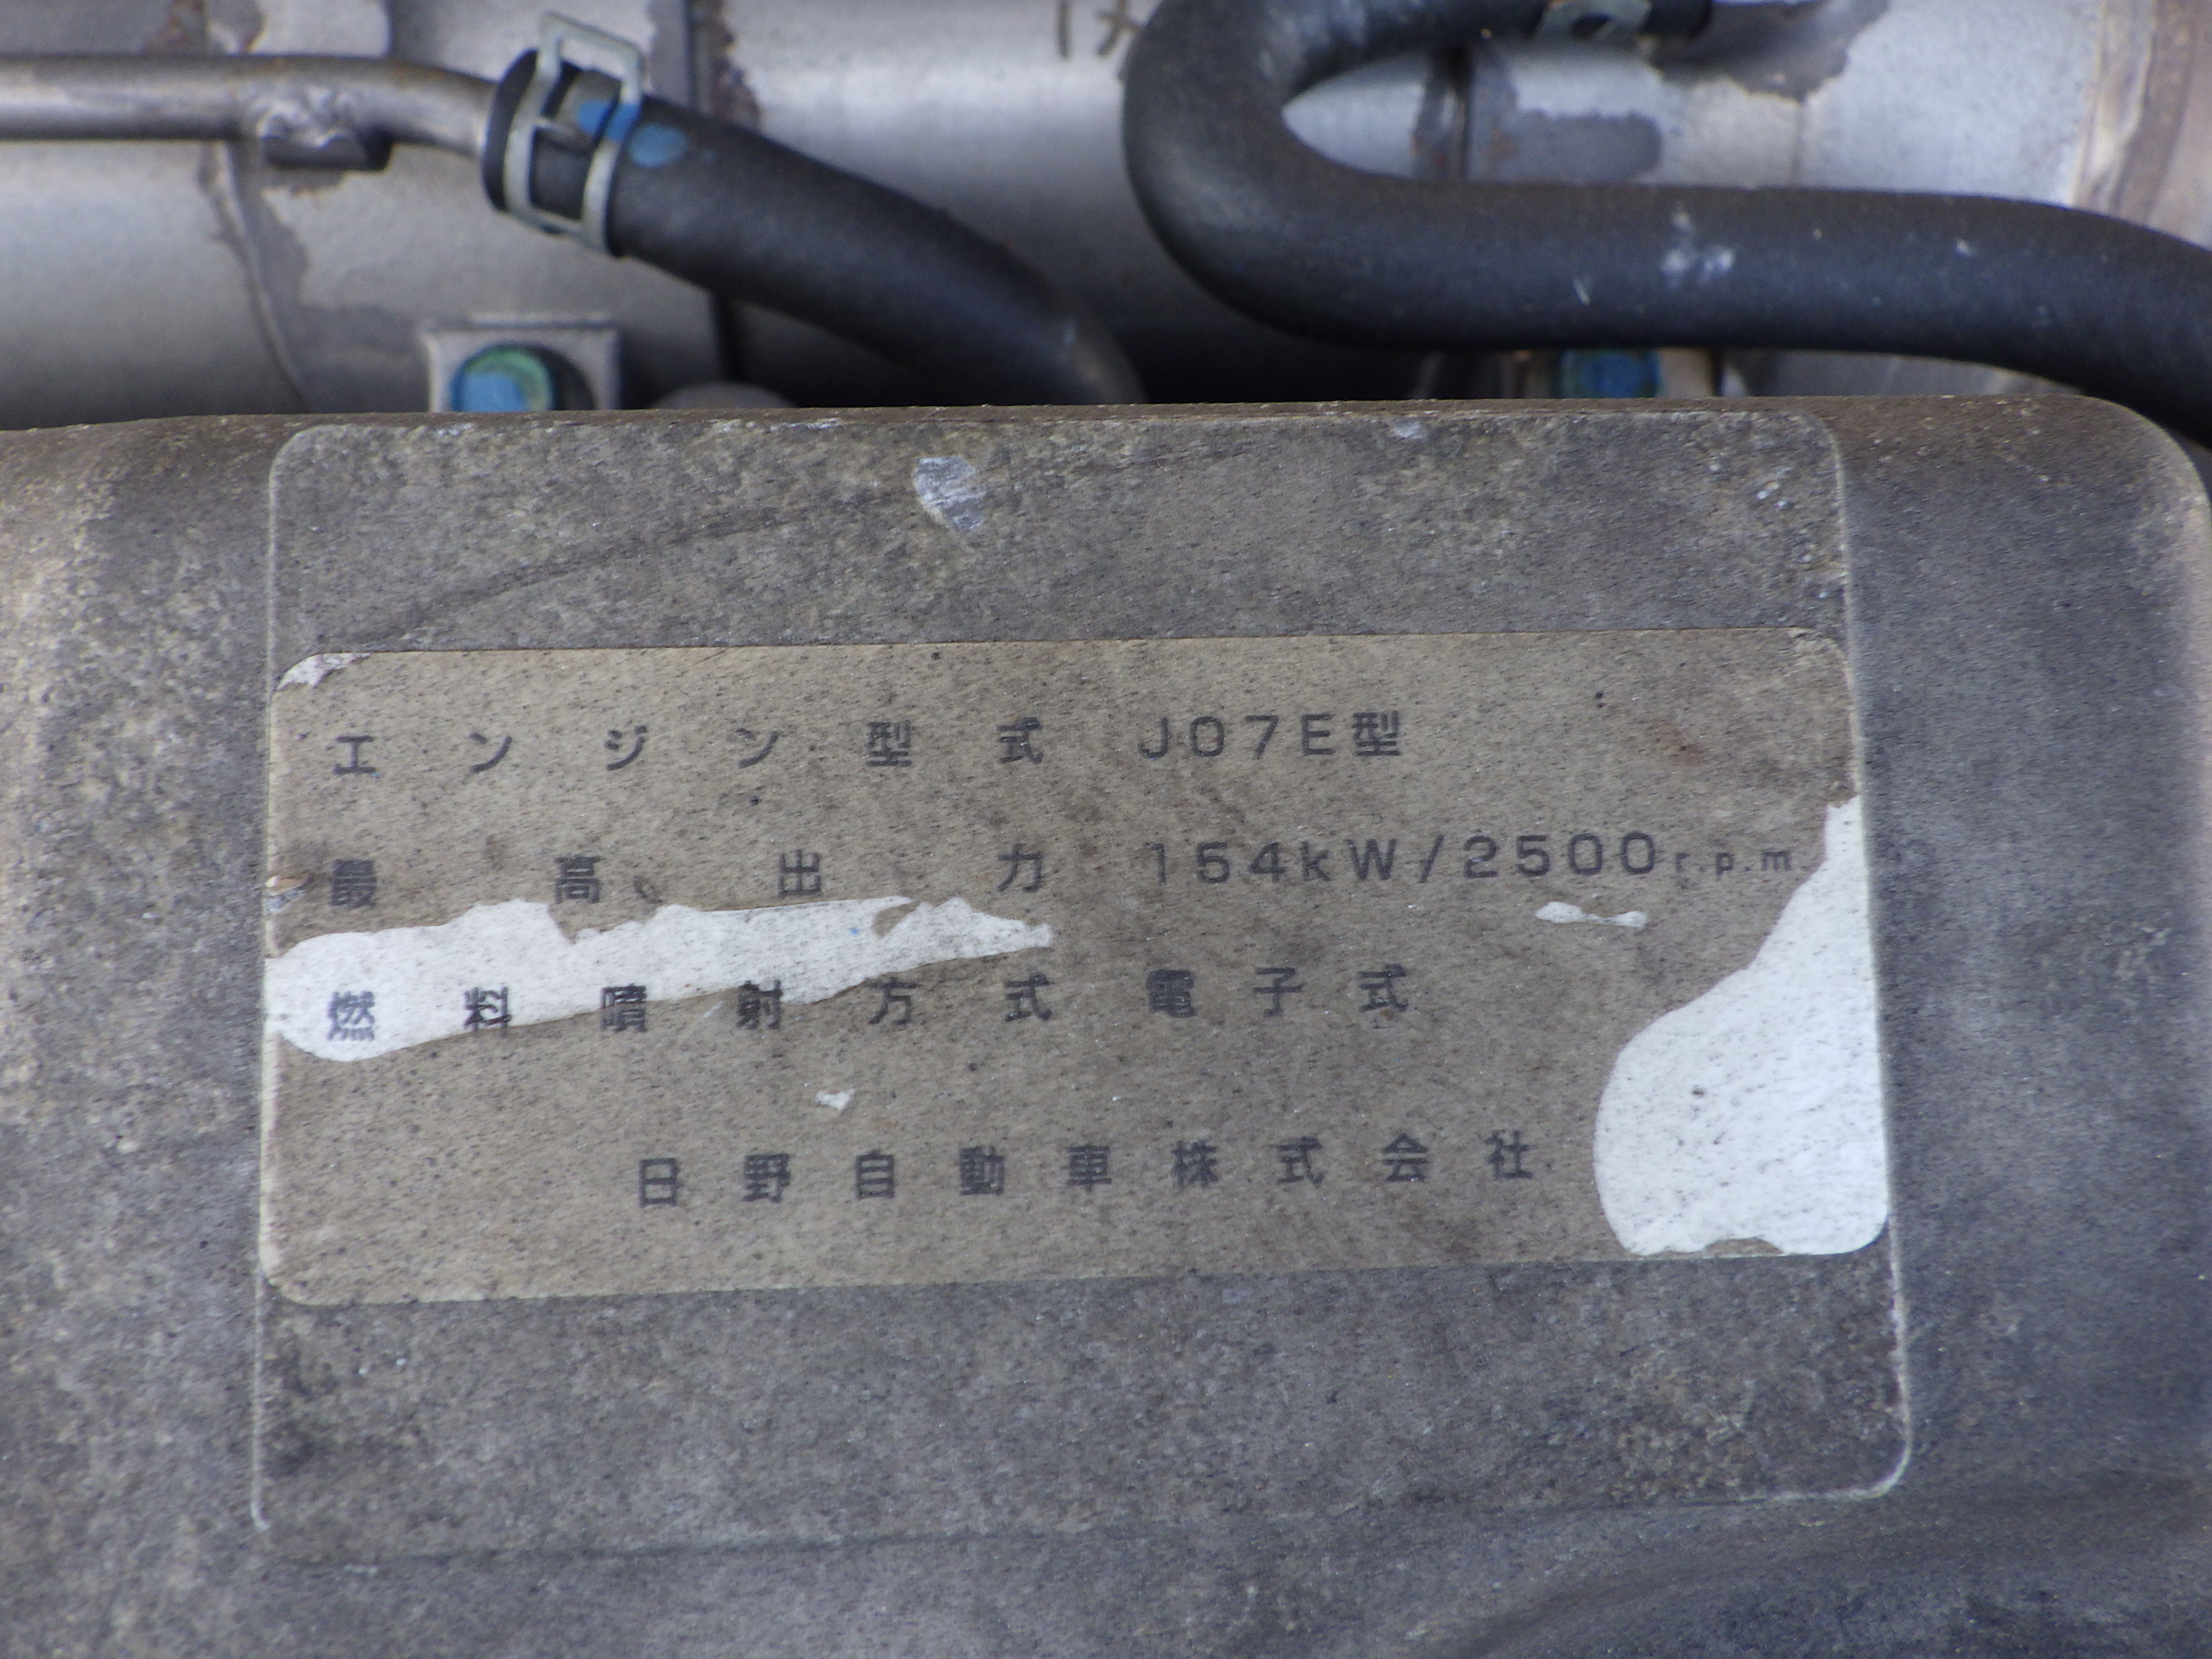 エンジン型式 J07E型
最高出力 154kW/2500r.p.m
燃料噴射方式 電子式
日野自動車株式会社